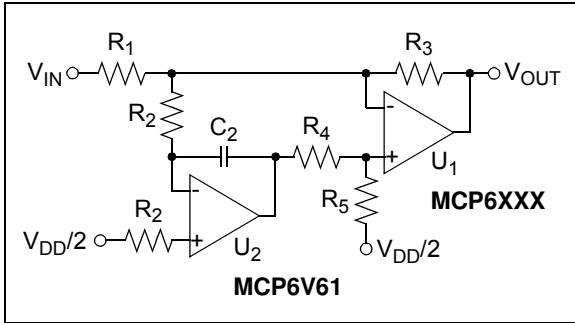 R1
R3
VIN
VOUT
R2
C2
R4
U1
R5
MCP6XXX
R2
U2
VDD/2
VDD/2
MCP6V61